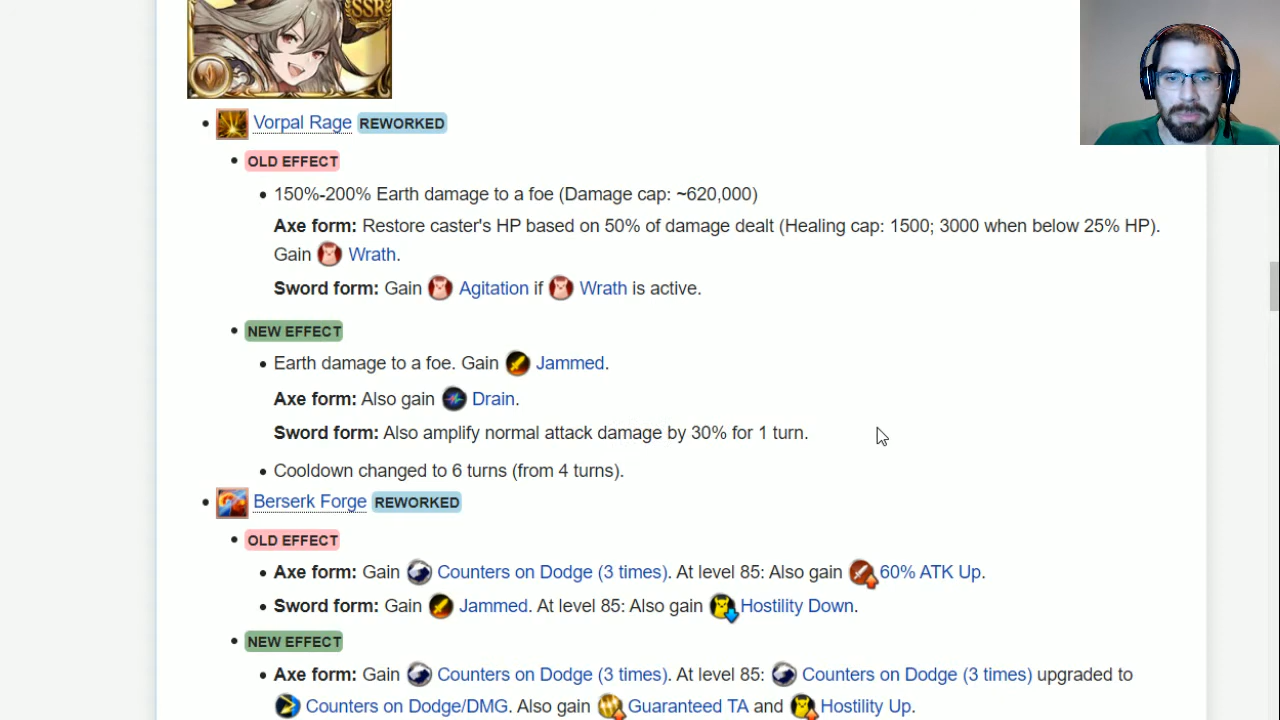 SSR
Vorpal Rage REWORKED
OLD EFFECT
150%-200% Earth damage to a foe (Damage cap: ~620,000)
Axe form: Restore caster's HP based on 50% of damage dealt (Healing cap: 1500; 3000 when below 25% HP).
Gain Wrath.
Sword form: Gain Agitation if Wrath is active.
NEW EFFECT
Earth damage to a foe. Gain Jammed.
Axe form: Also gain Drain.
Sword form: Also amplify normal attack damage by 30% for 1 turn.
Cooldown changed to 6 turns (from 4 turns).
Berserk Forge REWORKED
OLD EFFECT
Axe form: Gain Counters on Dodge (3 times). At level 85: Also gain 60% ATK Up.
Sword form: Gain Jammed. At level 85: Also gain Hostility Down.
NEW EFFECT
Axe form: Gain Counters on Dodge (3 times). At level 85: Counters on Dodge (3 times) upgraded to
Counters on Dodge/DMG. Also gain Guaranteed TA and Hostility Up.